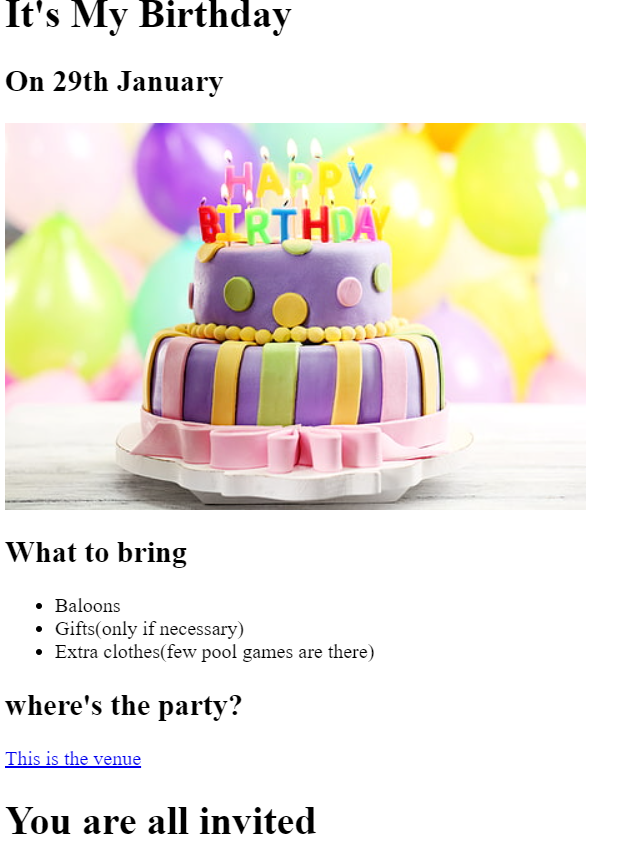 It's My Birthday
On 29th January
HAPPY
BIRTHDAY
What to bring
Baloons
Gifts(only if necessary)
Extra clothes(few pool games are there)
where's the party?
This is the venue
You are all invited